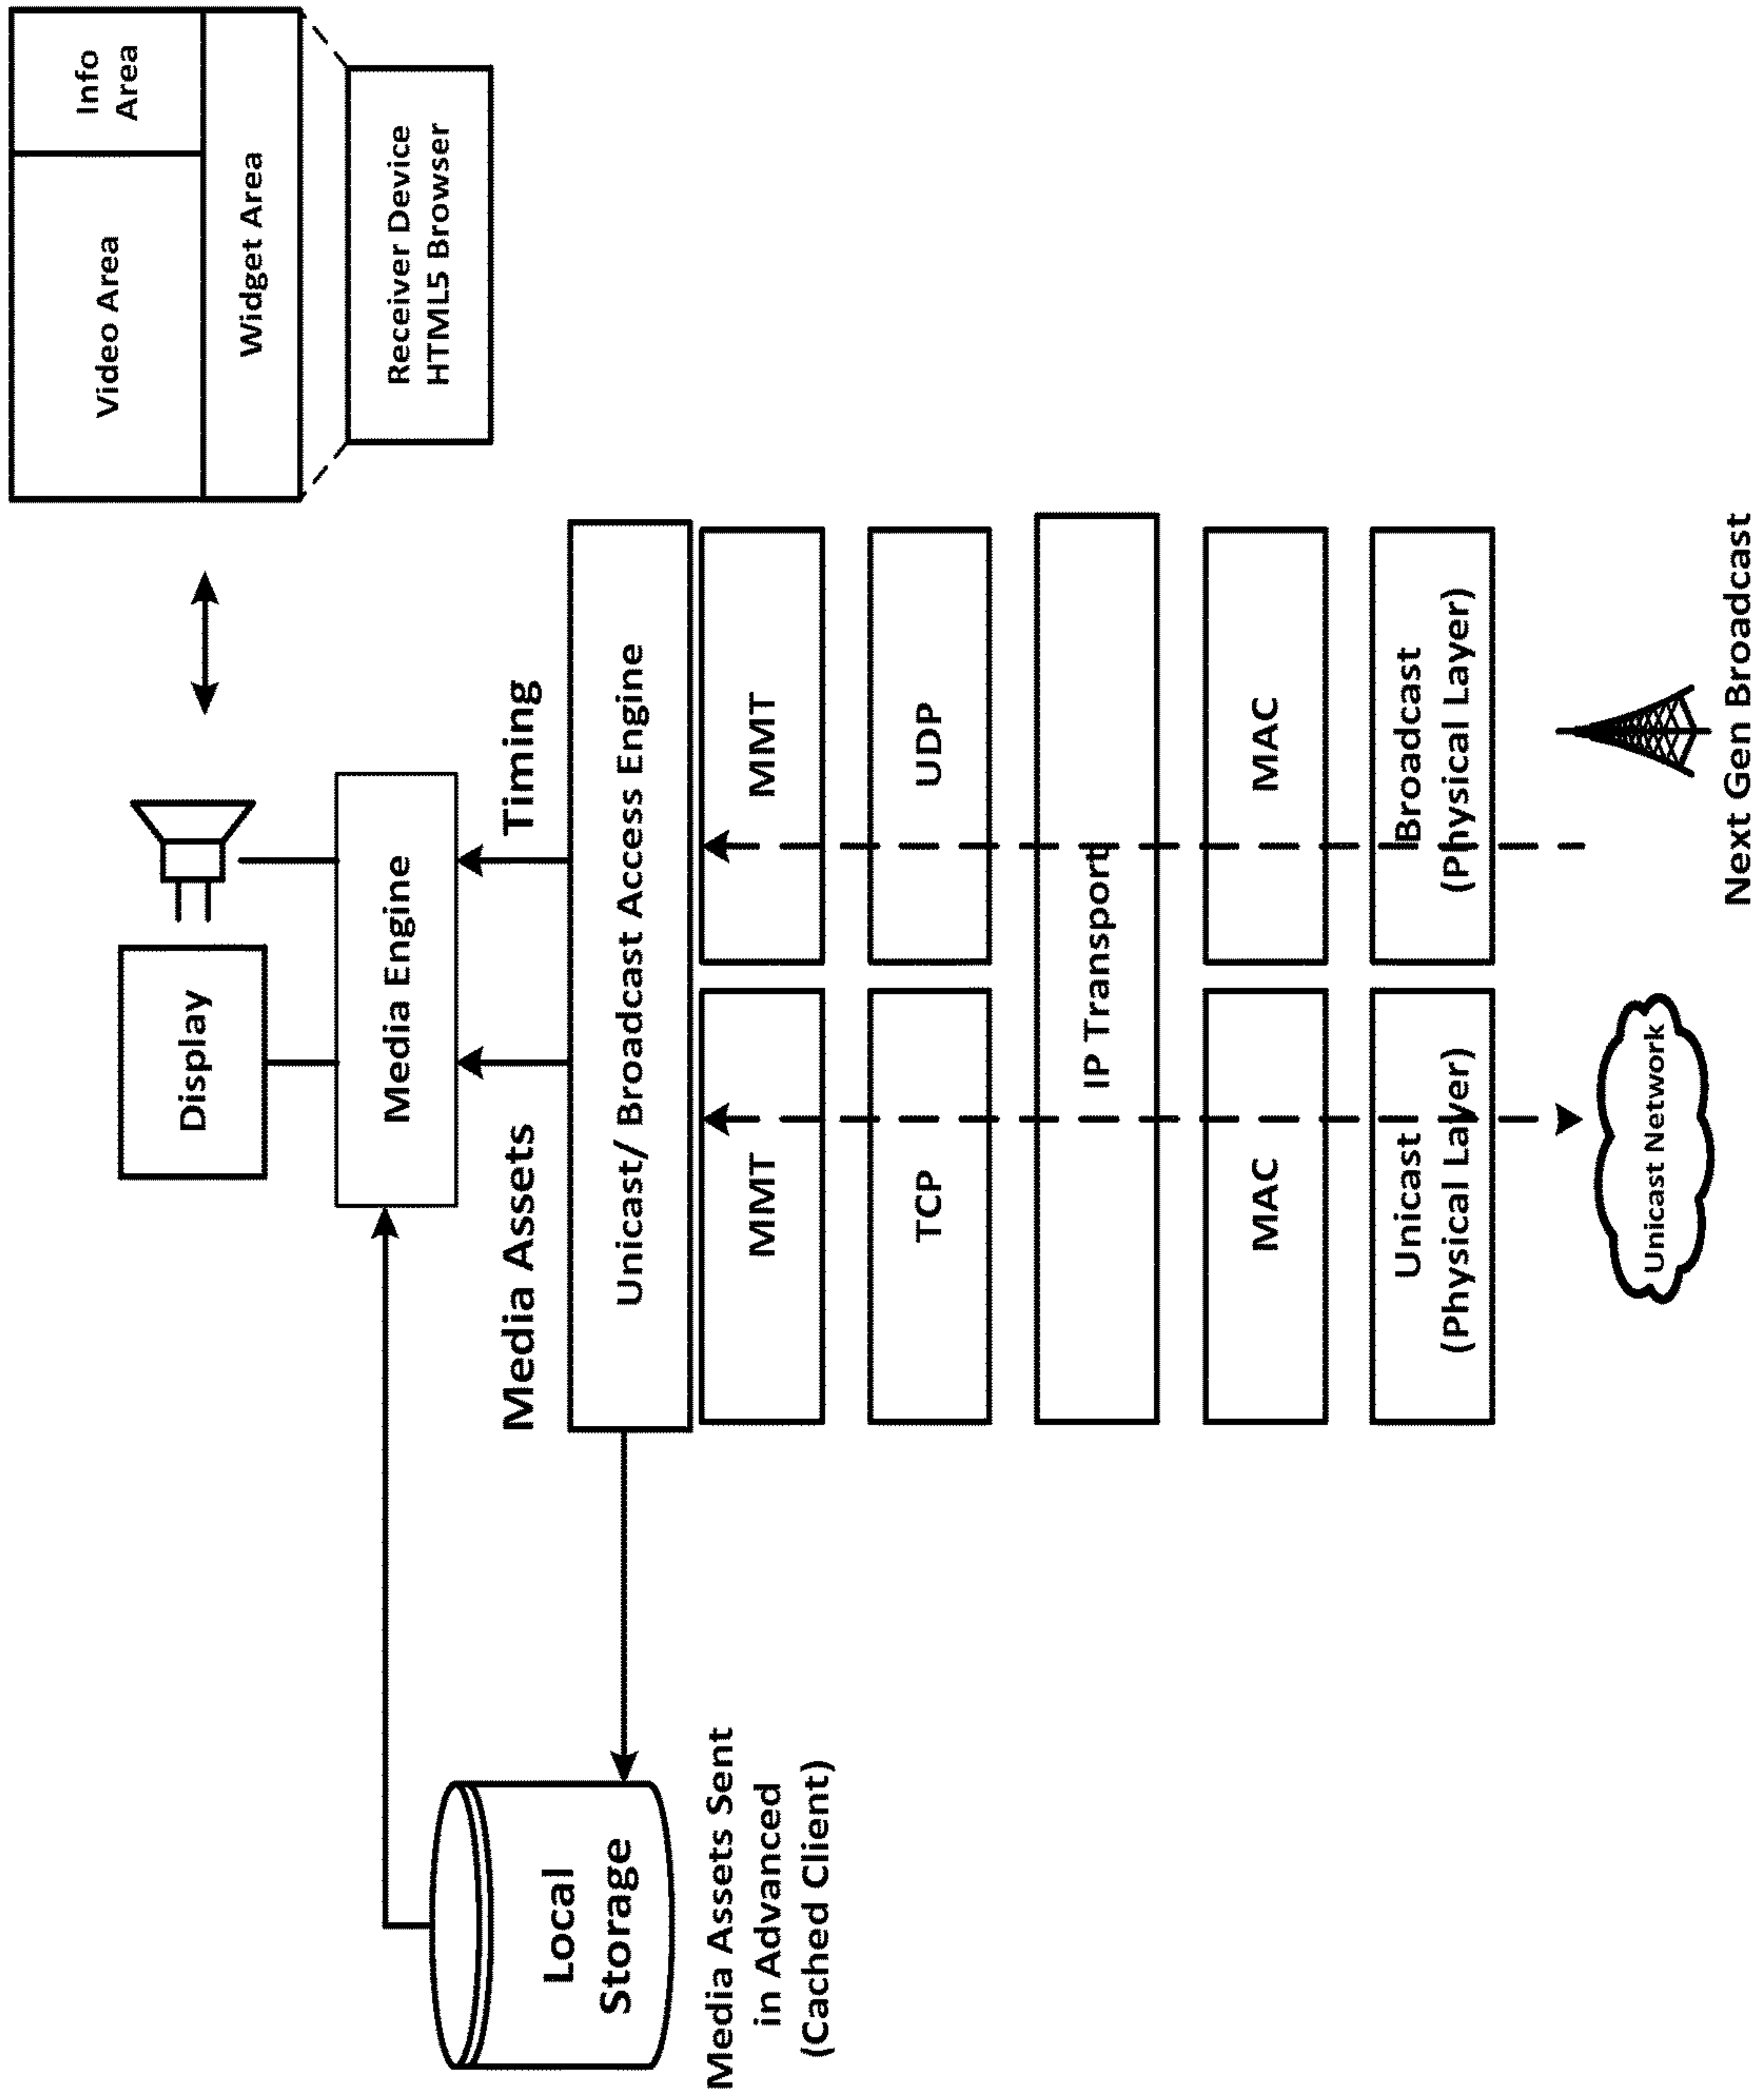 Local
Storage
Media Assets Sent
in Advanced
(Cached Client)
Display
Media Engine
Media Assets
Timing
Unicast/ Broadcast Access Engine
MMT
MMT
TCP
UDP
IP Transport
MAC
MAC
Unicast
(Physical Layer)
Broadcast
(Physical Layer)
Unicast Network
Next Gen Broadcast
Video Area
Info
Area
Widget Area
Receiver Device
HTML5 Browser